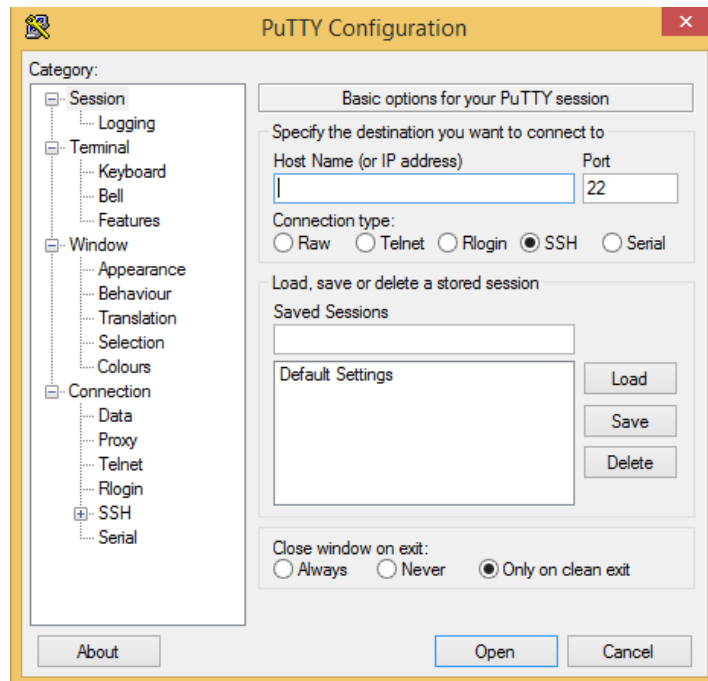 PuTTY Configuration
Category:
Session
Logging
Terminal
Keyboard
Bell
Features
Window
Appearance
Behaviour
Translation
Selection
Colours
Connection
Data
Proxy
Telnet
Rlogin
SSH
Serial
Basic options for your PuTTY session
Specify the destination you want to connect to
Host Name (or IP address) Port
22
Connection type:
Raw Telnet Rlogin SSH Serial
Load, save or delete a stored session
Saved Sessions
Default Settings
Load
Save
Delete
Close window on exit:
Always Never Only on clean exit
About Open Cancel